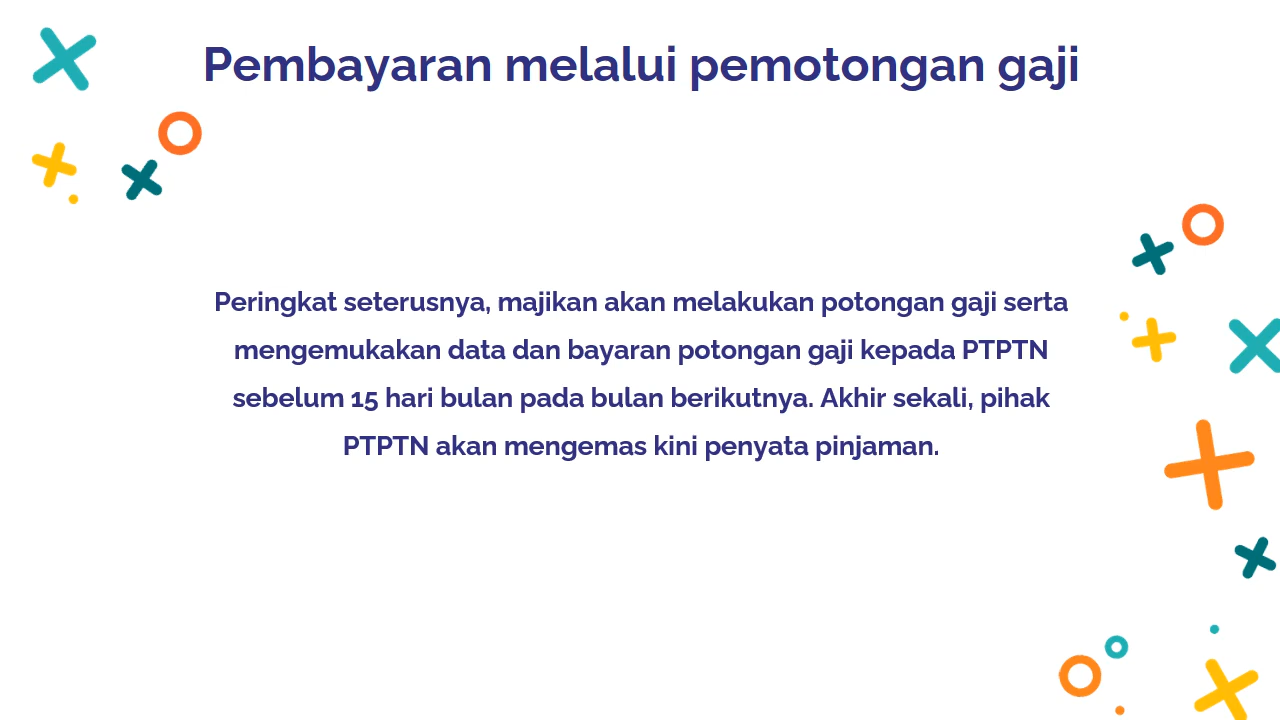 Pembayaran melalui pemotongan gaji
Peringkat seterusnya, majikan akan melakukan potongan gaji serta
mengemukakan data dan bayaran potongan gaji kepada PTPTN
sebelum 15 hari bulan pada bulan berikutnya. Akhir sekali, pihak
PTPTN akan mengemas kini penyata pinjaman.